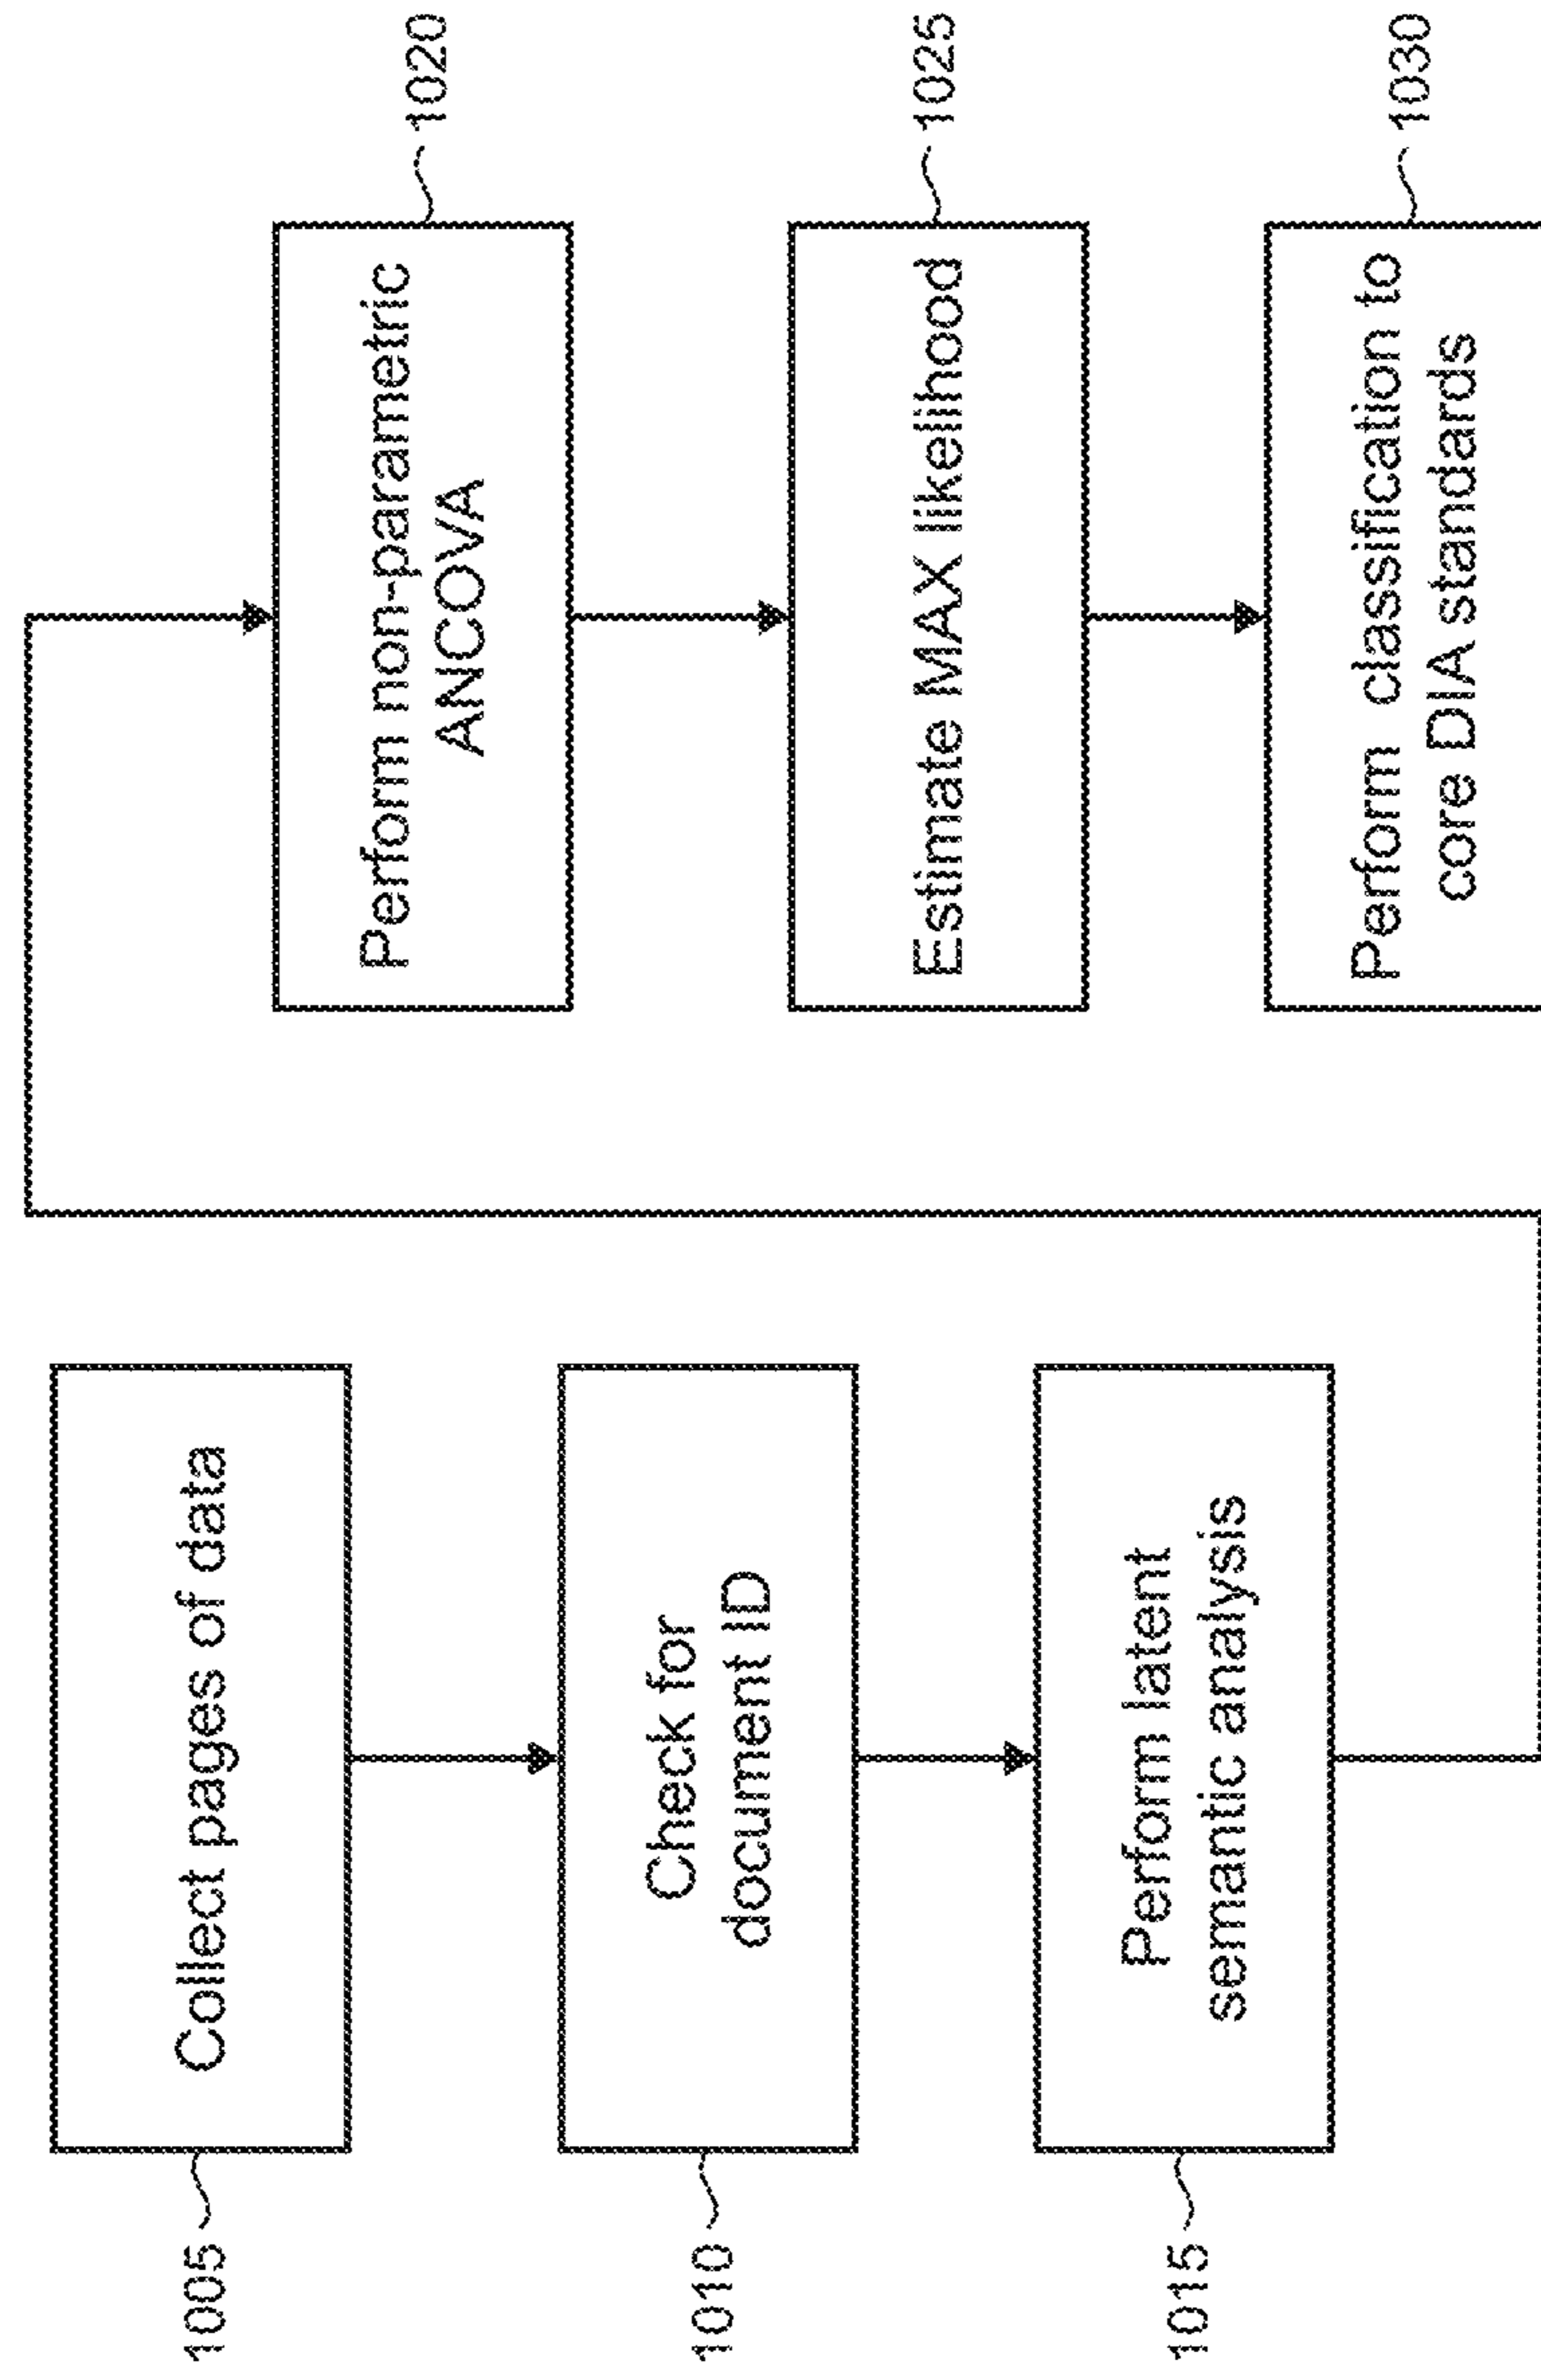 1005
Collect pages of data
1010
Check for
document ID
1015
Perform latent
semantic analysis
Perform non-parametric
ANCOVA
1020
Estimate MAX likelihood
1025
Perform classification to
core DIA standards
1030